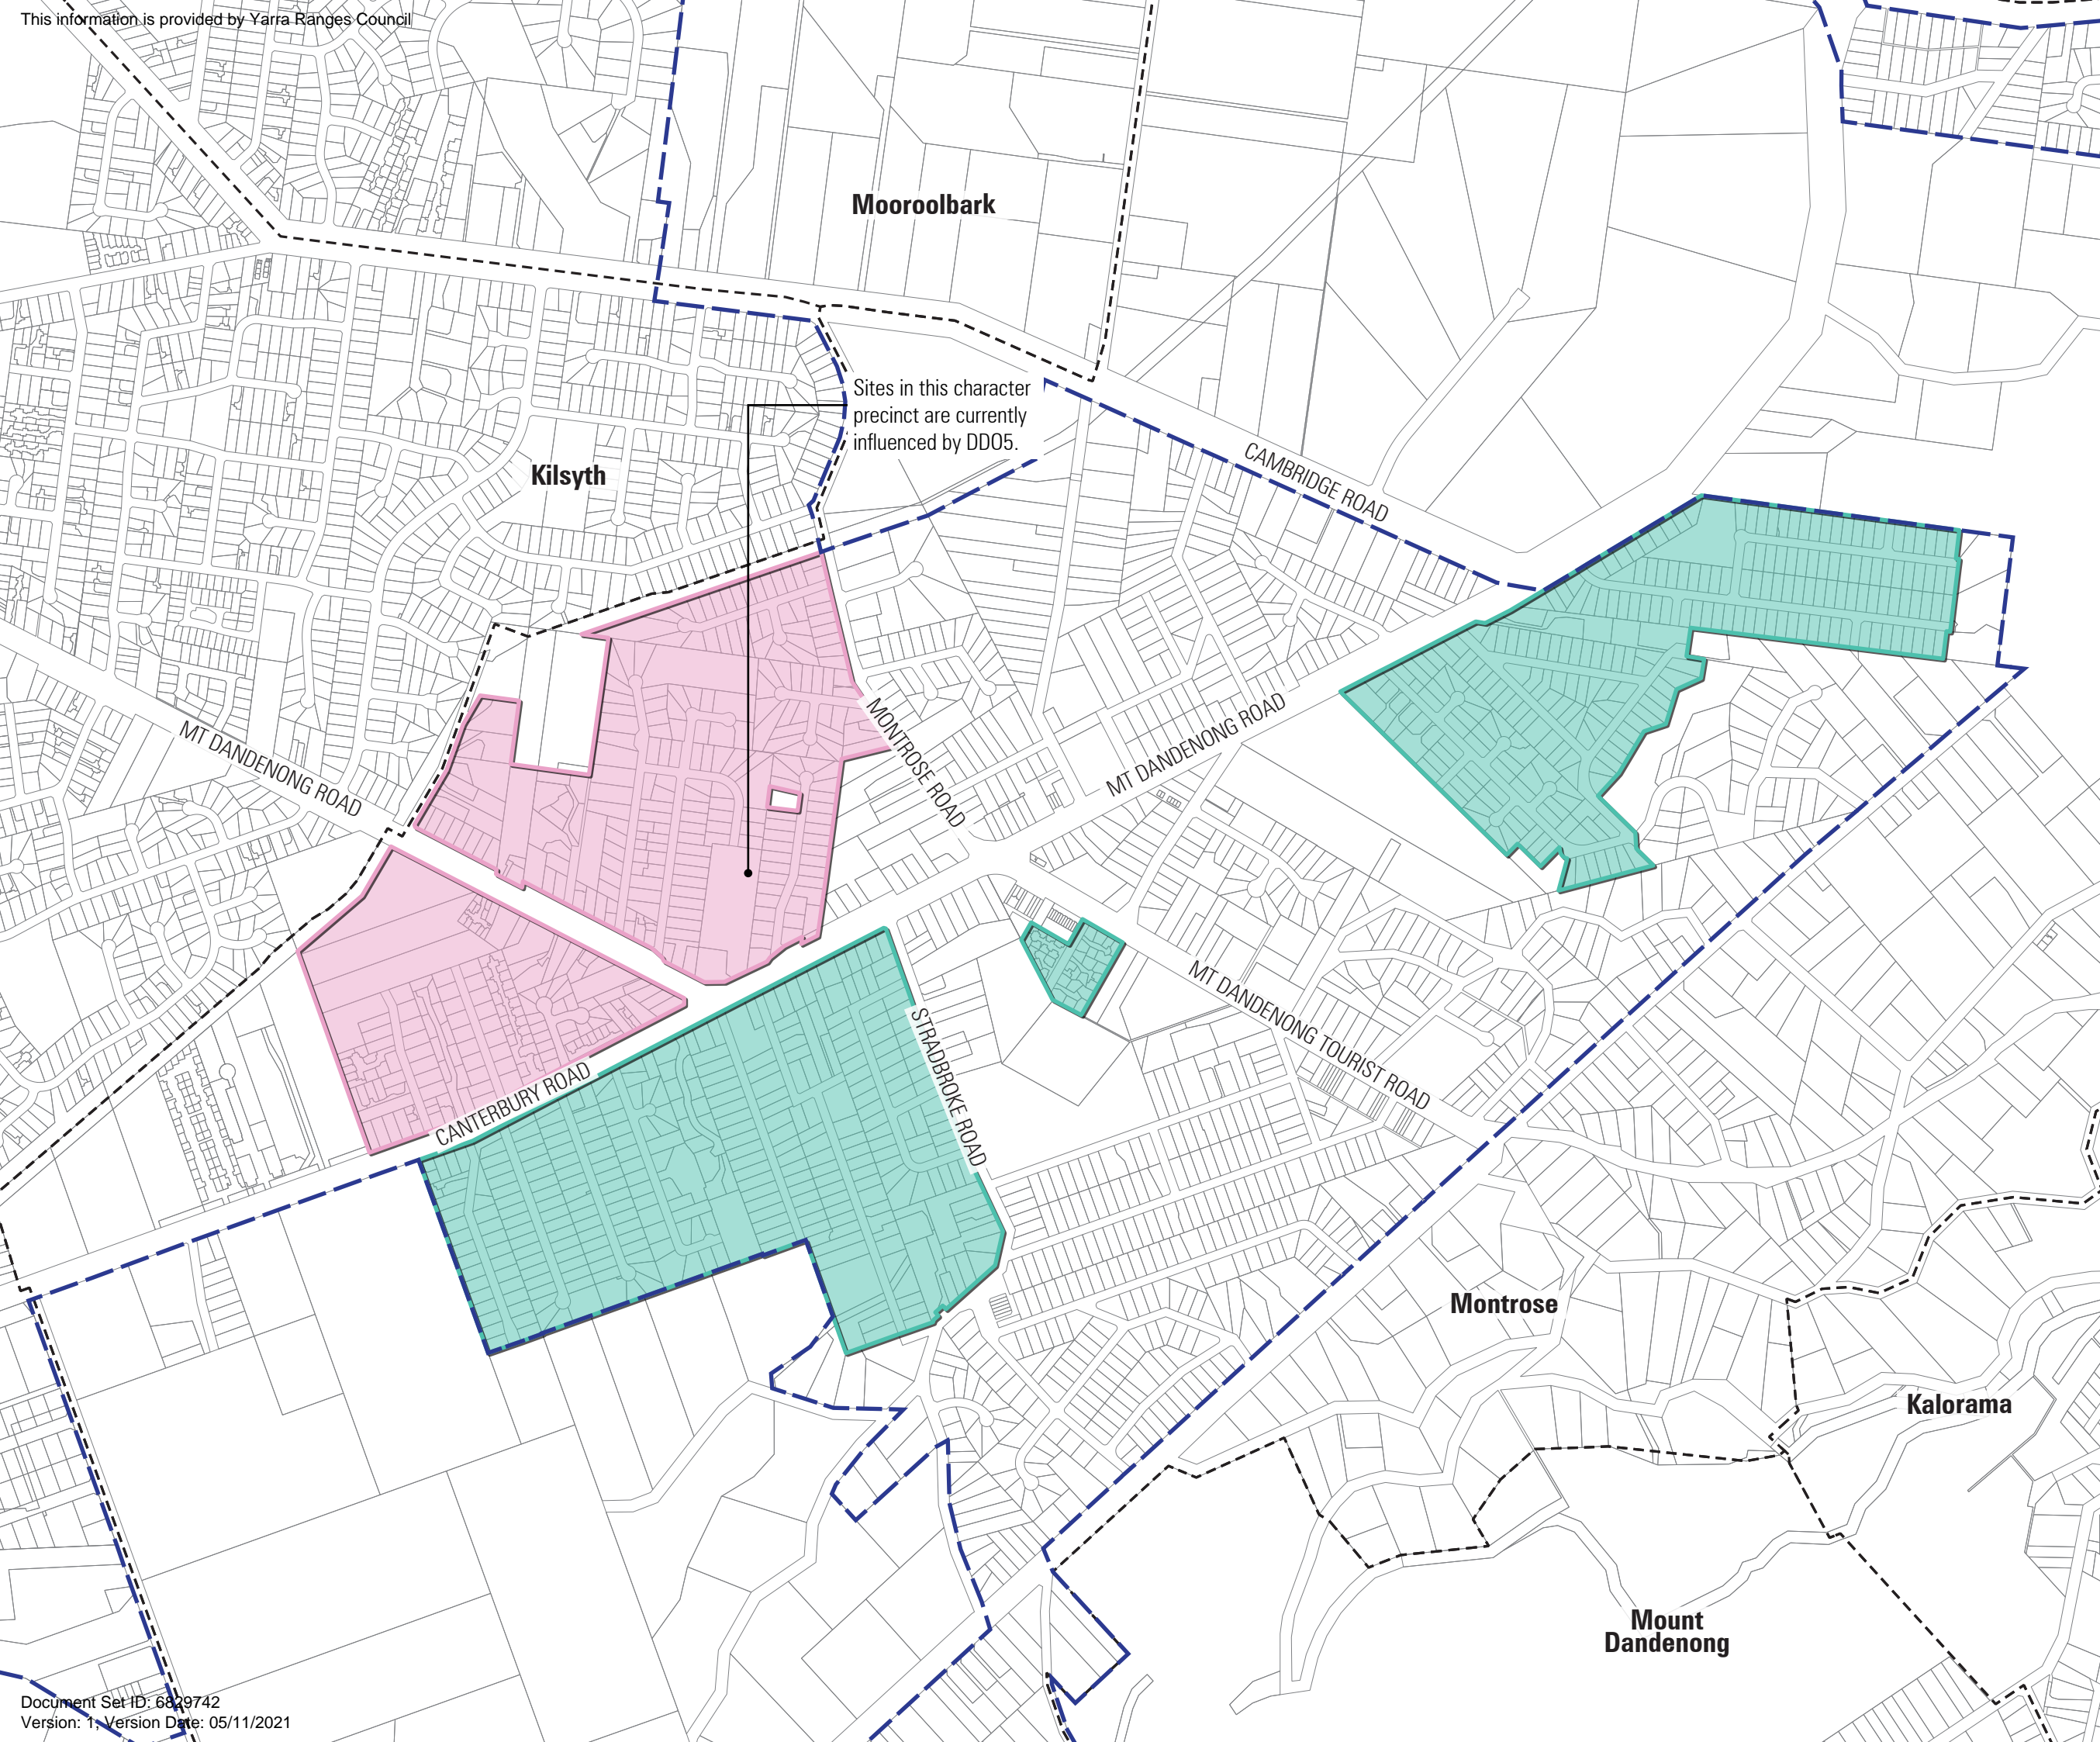 This information is provided by Yarra Ranges Council
Mooroolbark
Sites in this character
precinct are currently
influenced by DDO5.
CAMBRIDGE ROAD
Kilsyth
MT DANDENONG ROAD
MONTROSE ROAD
MT DANDENONG ROAD
CANTERBURY ROAD
STRADBROKE ROAD
MT DANDENONG TOURIST ROAD
Montrose
Kalorama
Mount
Dandenong
Document Set ID: 6829742
Version: 1, Version Date: 05/11/2021